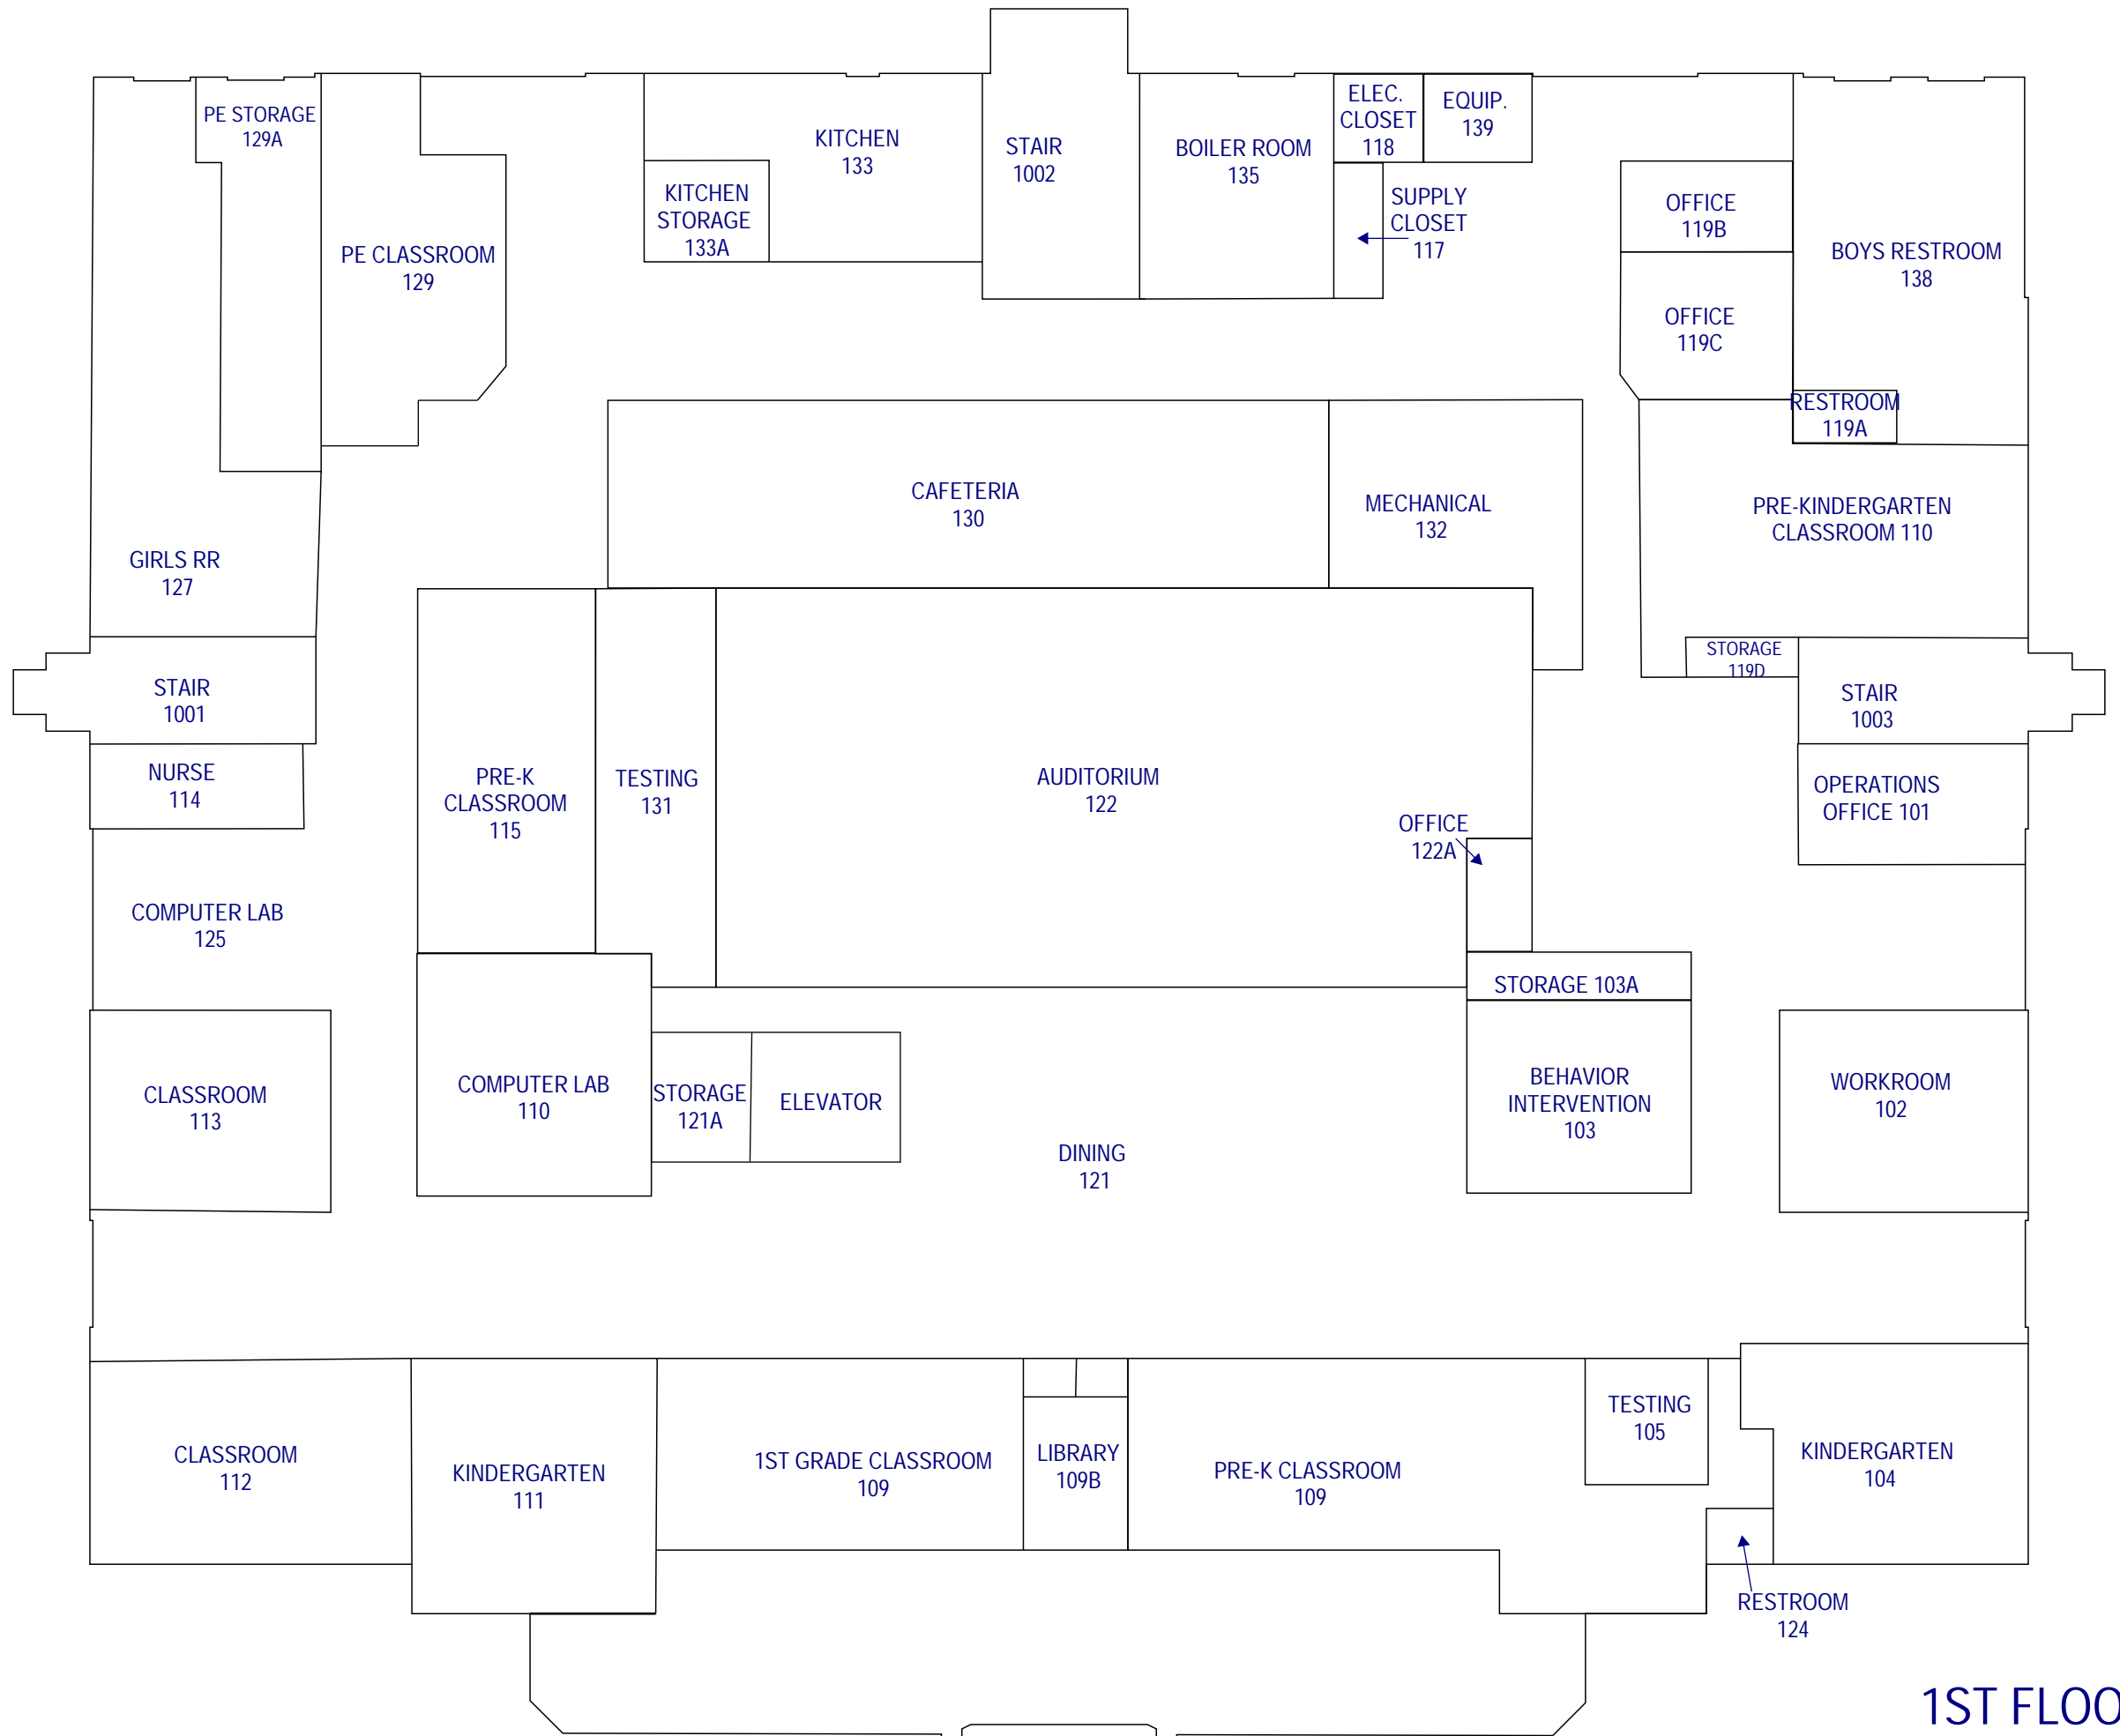 PE STORAGE
129A
KITCHEN
133
STAIR
1002
BOILER ROOM
135
ELEC.
CLOSET
118
EQUIP.
139
KITCHEN
STORAGE
133A
SUPPLY
CLOSET
117
OFFICE
119B
PE CLASSROOM
129
BOYS RESTROOM
138
OFFICE
119C
RESTROOM
119A
CAFETERIA
130
MECHANICAL
132
PRE-KINDERGARTEN
CLASSROOM 110
GIRLS RR
127
STORAGE
119D
STAIR
1001
STAIR
1003
NURSE
114
PRE-K
CLASSROOM
115
TESTING
131
AUDITORIUM
122
OPERATIONS
OFFICE 101
OFFICE
122A
COMPUTER LAB
125
STORAGE 103A
CLASSROOM
113
COMPUTER LAB
110
STORAGE
121A
ELEVATOR
BEHAVIOR
INTERVENTION
103
WORKROOM
102
DINING
121
TESTING
105
CLASSROOM
112
KINDERGARTEN
111
1ST GRADE CLASSROOM
109
LIBRARY
109B
PRE-K CLASSROOM
109
KINDERGARTEN
104
RESTROOM
124
1ST FLOO